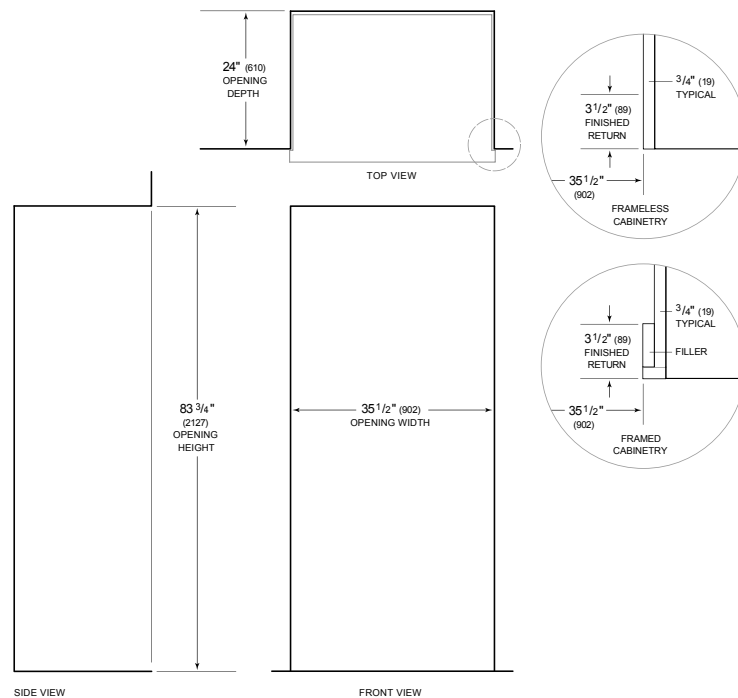 24" (610)
OPENING
DEPTH
TOP VIEW
3/4" (19)
TYPICAL
3 1/2" (89)
FINISHED
RETURN
35 1/2"
(902)
FRAMELESS
CABINETRY
3/4" (19)
TYPICAL
3 1/2" (89)
FINISHED
RETURN
FILLER
35 1/2"
(902)
FRAMED
CABINETRY
83 3/4"
(2127)
OPENING
HEIGHT
35 1/2" (902)
OPENING WIDTH
SIDE VIEW
FRONT VIEW